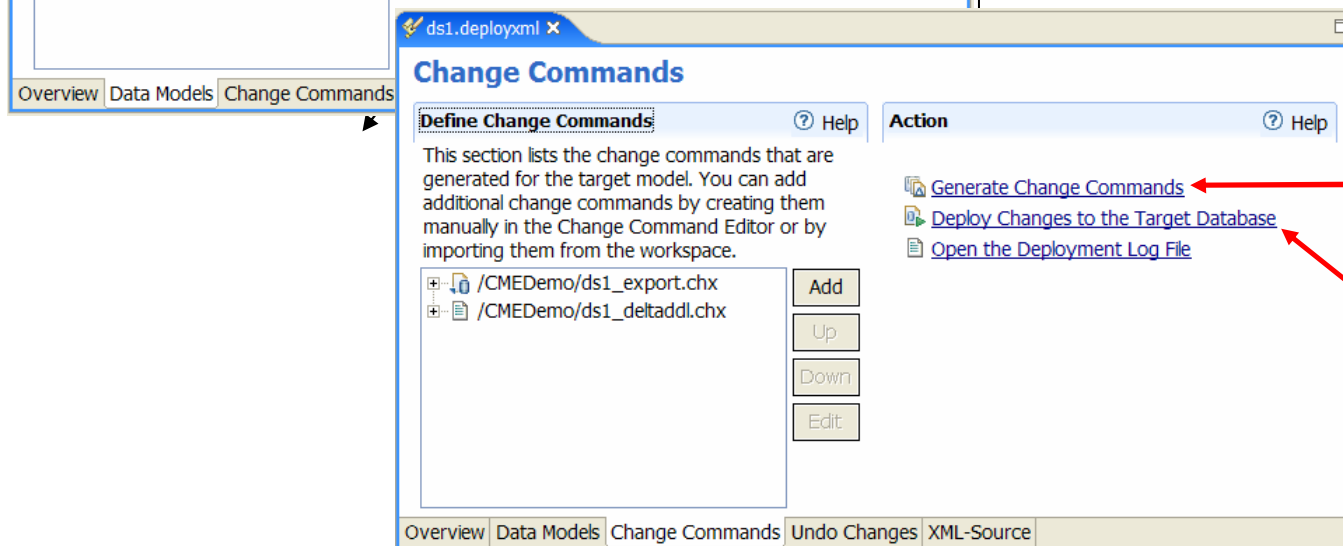 Overview Data Models Change Commands
ds1.deployxml
Change Commands
Define Change Commands Help
This section lists the change commands that are
generated for the target model. You can add
additional change commands by creating them
manually in the Change Command Editor or by
importing them from the workspace.
/CMEDemo/ds1_export.chx
/CMEDemo/ds1_deltaddl.chx
Add
Up
Down
Edit
Action Help
Generate Change Commands
Deploy Changes to the Target Database
Open the Deployment Log File
Overview Data Models Change Commands Undo Changes XML-Source